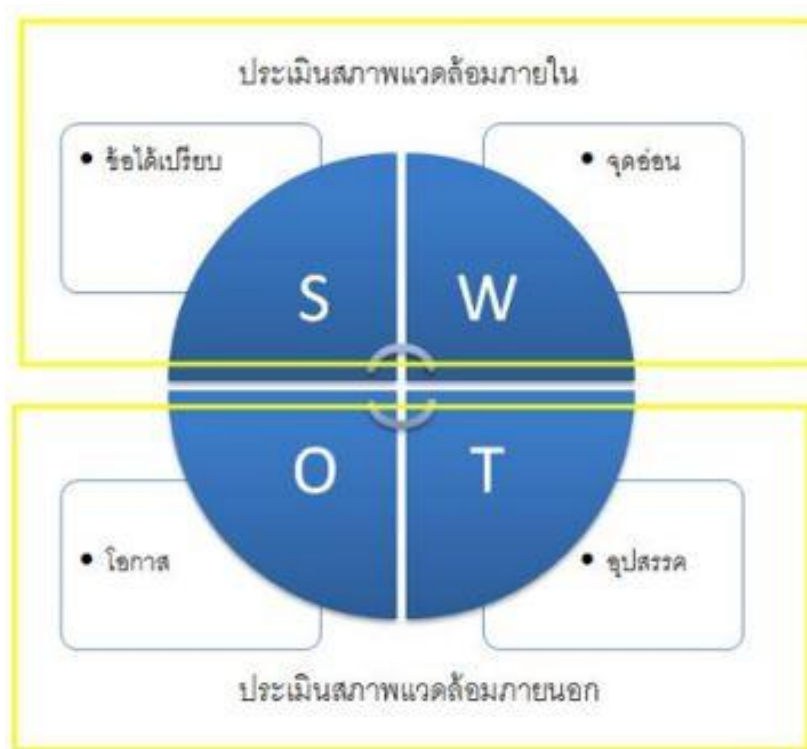 ประเมินสภาพแวดล้อมภายใน
• ข้อได้เปรียบ
• จุดอ่อน
S
W
O
T
• โอกาส
• อุปสรรค
ประเมินสภาพแวดล้อมภายนอก